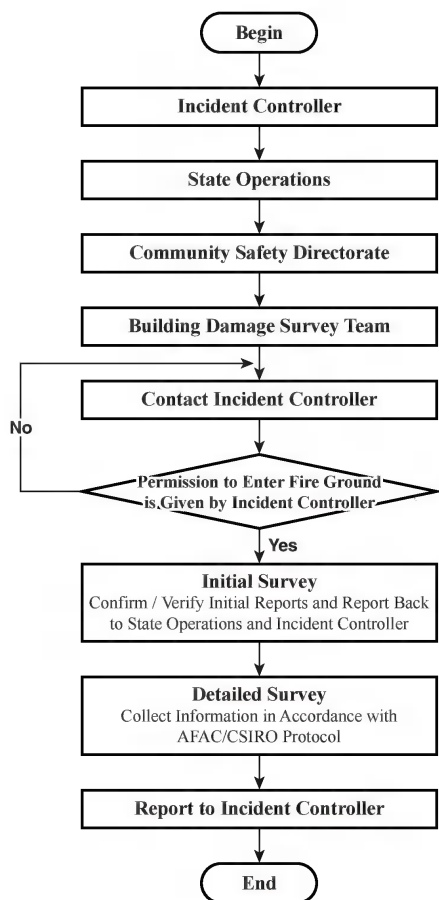 Begin
Incident Controller
State Operations
Community Safety Directorate
Building Damage Survey Team
Contact Incident Controller
No
Permission to Enter Fire Ground
is Given by Incident Controller
Yes
Initial Survey
Confirm / Verify Initial Reports and Report Back
to State Operations and Incident Controller
Detailed Survey
Collect Information in Accordance with
AFAC/CSIRO Protocol
Report to Incident Controller
End